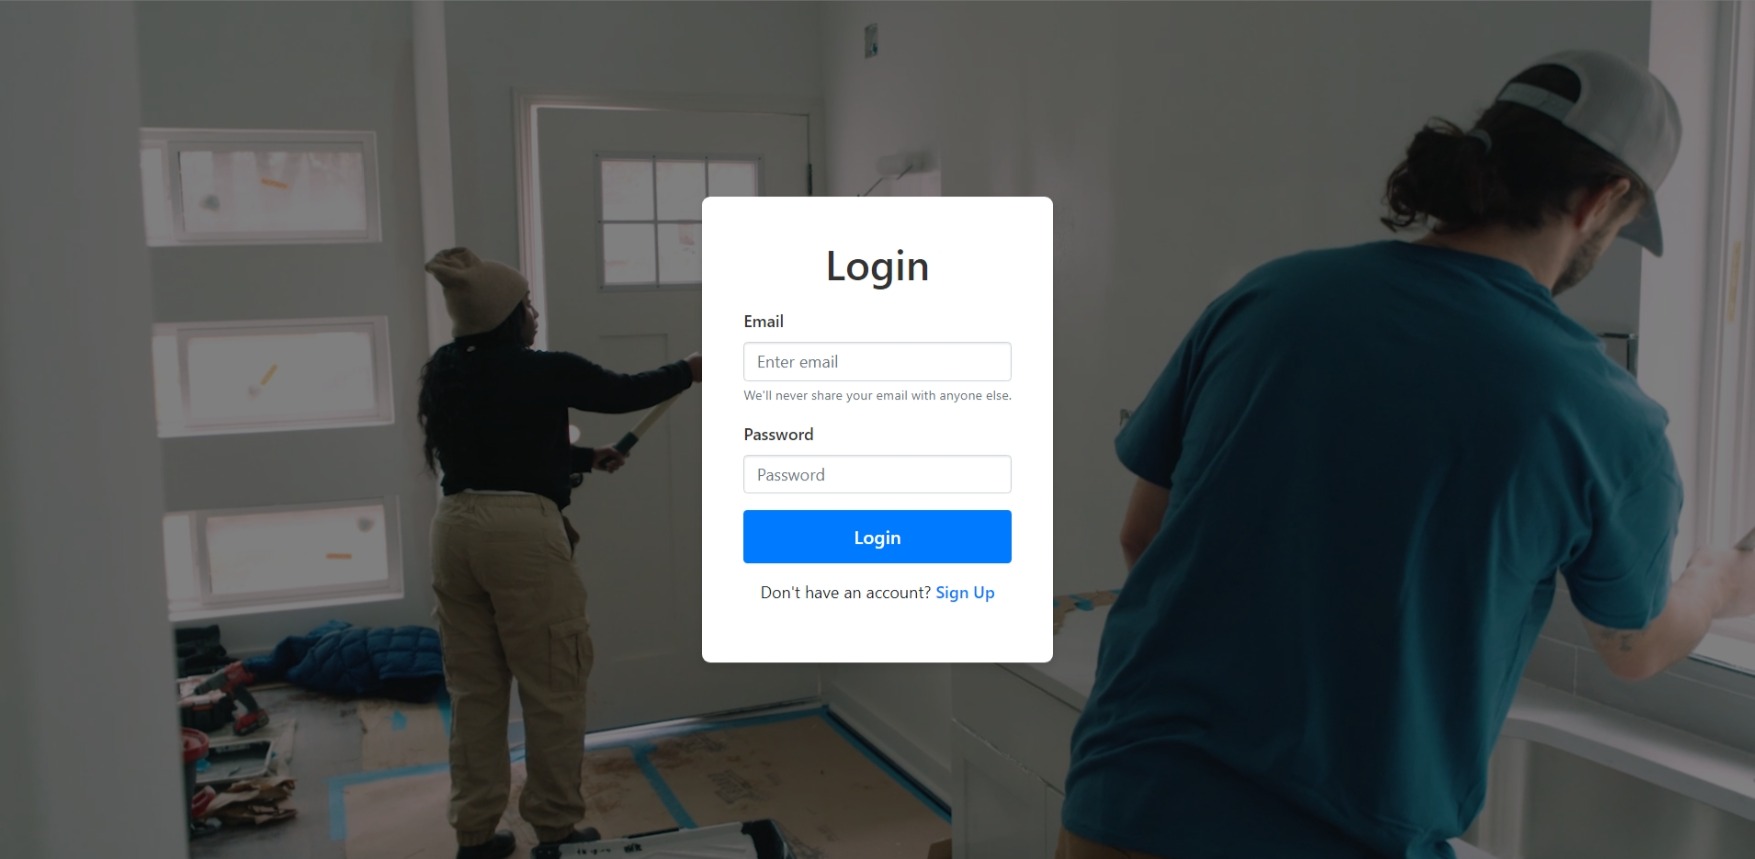 Login
Email
Enter email
We'll never share your email with anyone else.
Password
Password
Login
Don't have an account? Sign Up